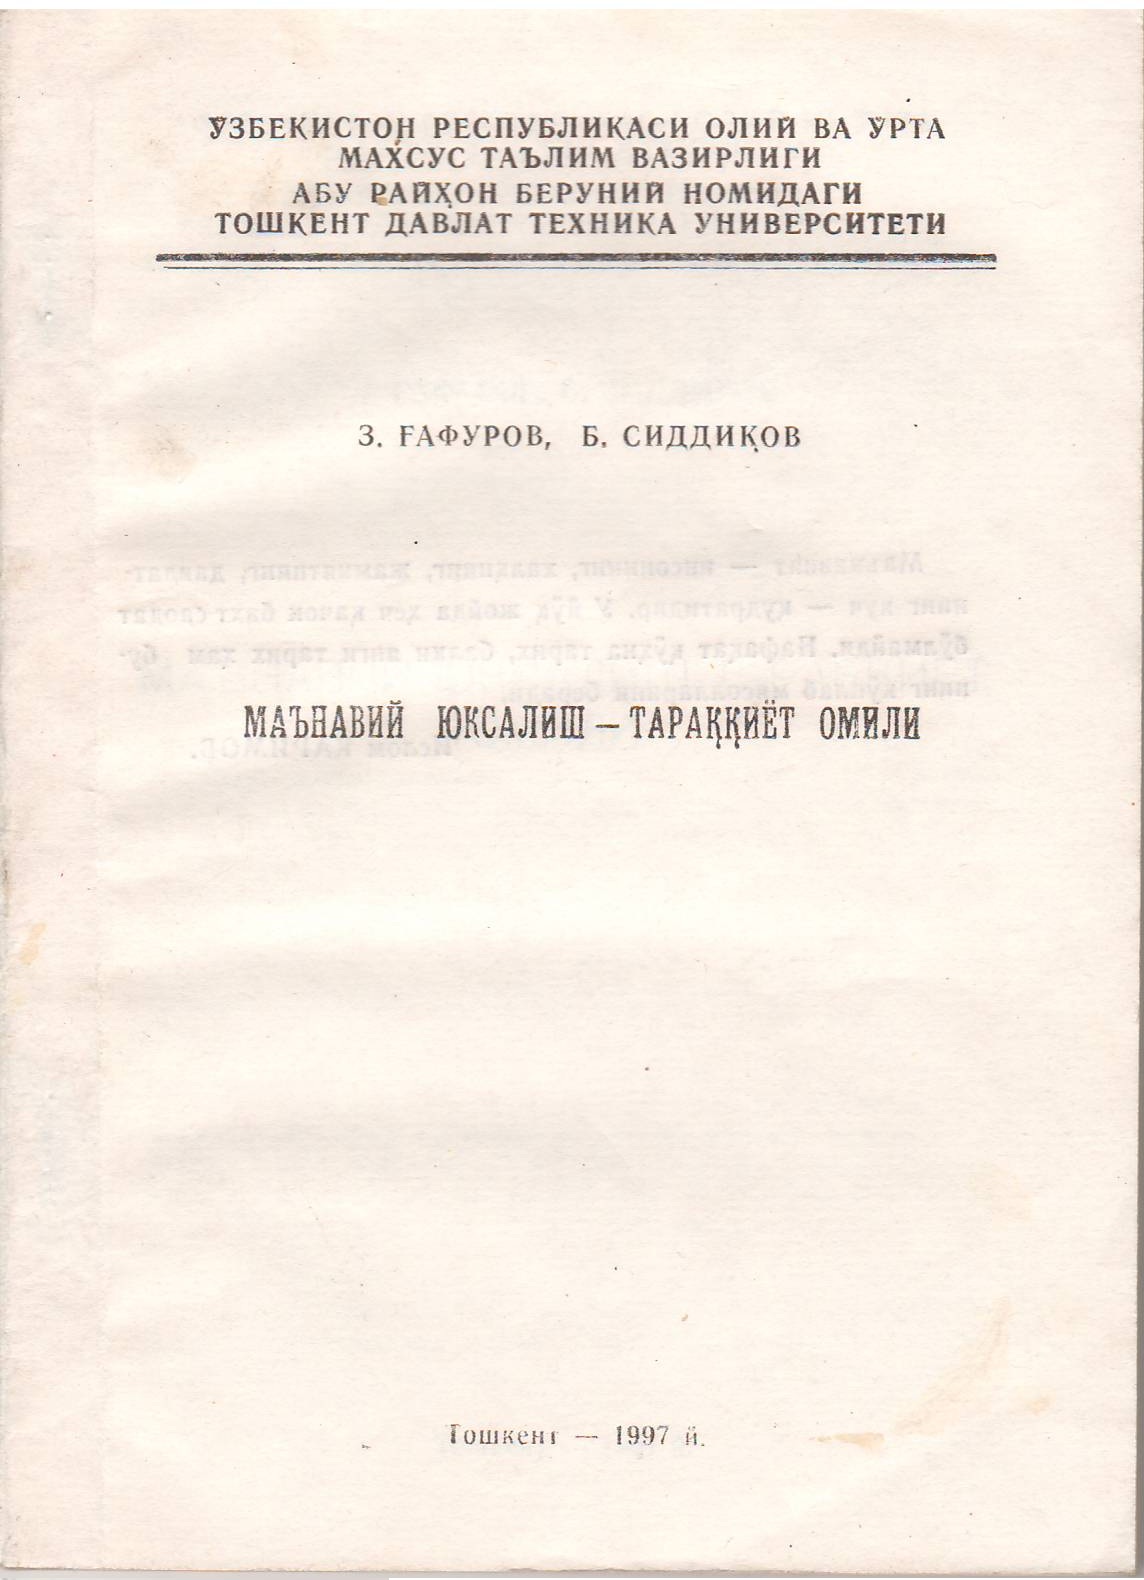 ЎЗБЕКИСТОН РЕСПУБЛИКАСИ ОЛИЙ ВА ЎРТА
МАХСУС ТАЪЛИМ ВАЗИРЛИГИ
АБУ РАЙҲОН БЕРУНИЙ НОМИДАГИ
ТОШКЕНТ ДАВЛАТ ТЕХНИКА УНИВЕРСИТЕТИ
З. ҒАФУРОВ, Б. СИДДИҚОВ
МАЪНАВИЙ ЮКСАЛИШ – ТАРАҚҚИЁТ ОМИЛИ
Тошкент — 1997 й.